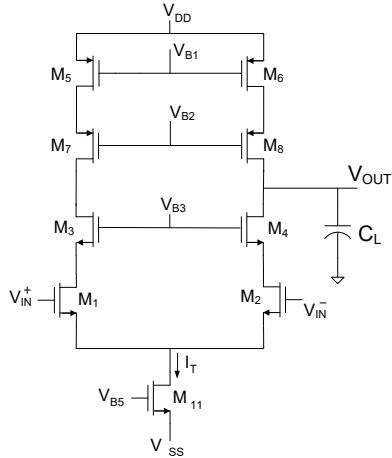 V_DD
V_B1
M_5
M_6
V_B2
M_7
M_8
V_OUT
V_B3
M_3
M_4
C_L
V_IN^+
M_1
M_2
V_IN^-
I_T
V_B5
M_11
V_SS